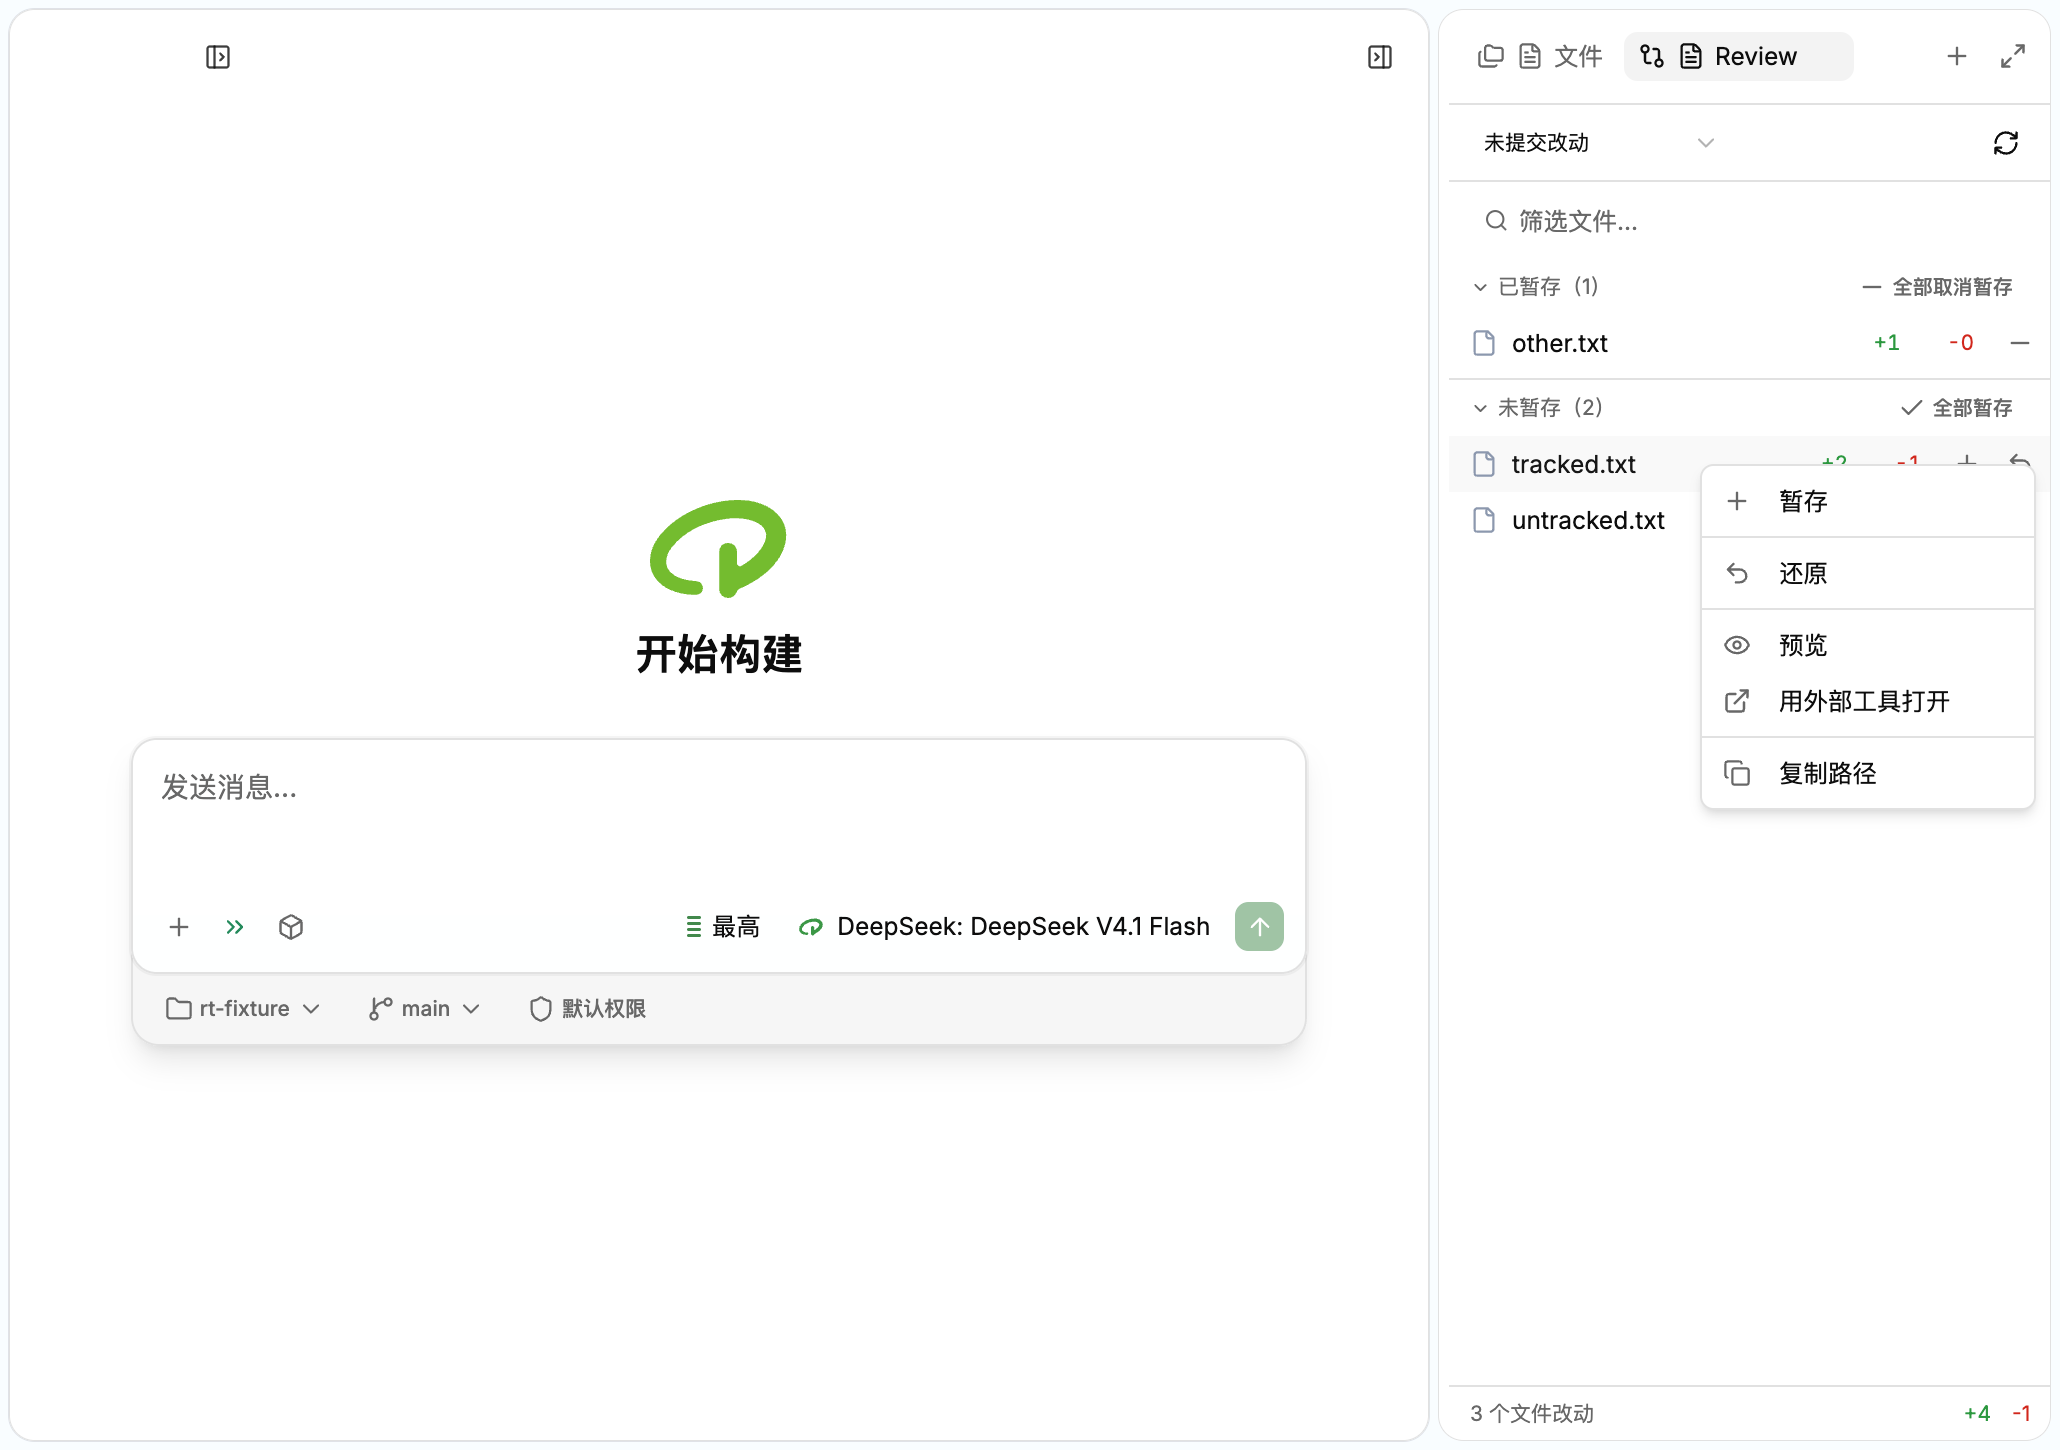 文件
Review
未提交改动
筛选文件...
已暂存 (1)
全部取消暂存
other.txt
+1
-0
未暂存 (2)
全部暂存
tracked.txt
+2
-1
untracked.txt
暂存
还原
预览
用外部工具打开
复制路径
开始构建
发送消息...
最高
DeepSeek: DeepSeek V4.1 Flash
rt-fixture
main
默认权限
3 个文件改动
+4
-1